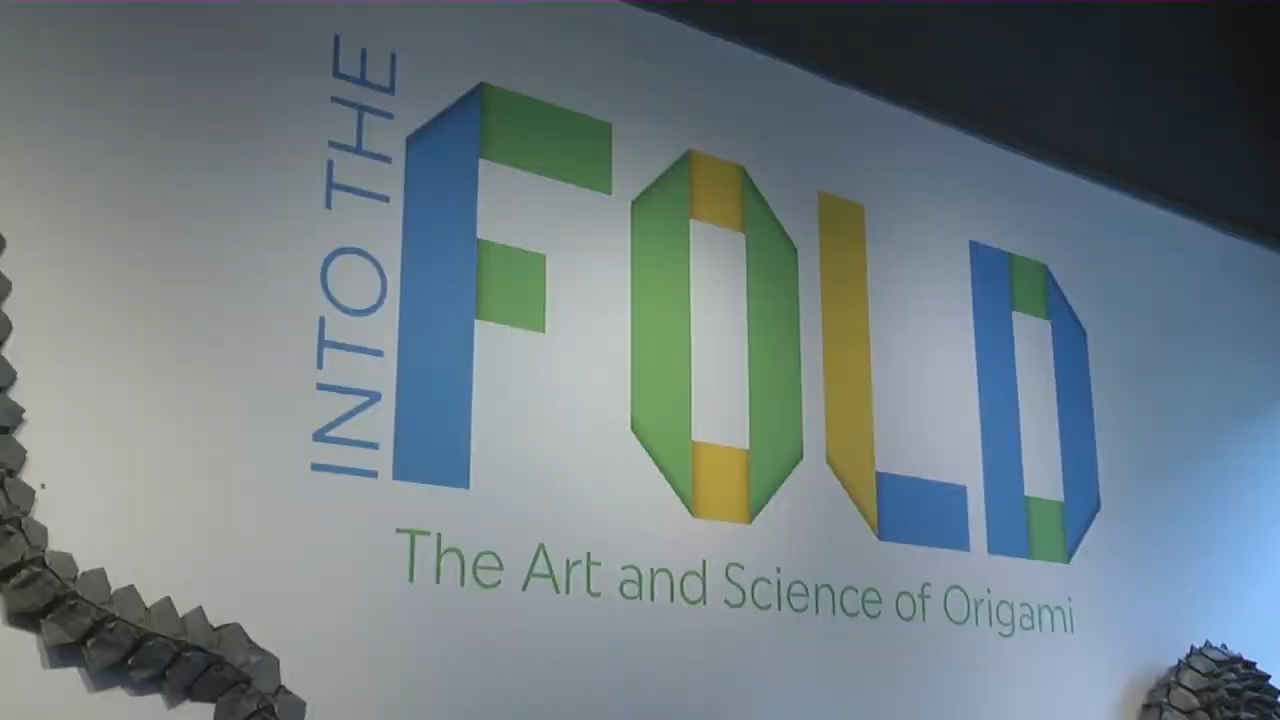 INTO THE
FOLD
The Art and Science of Origami